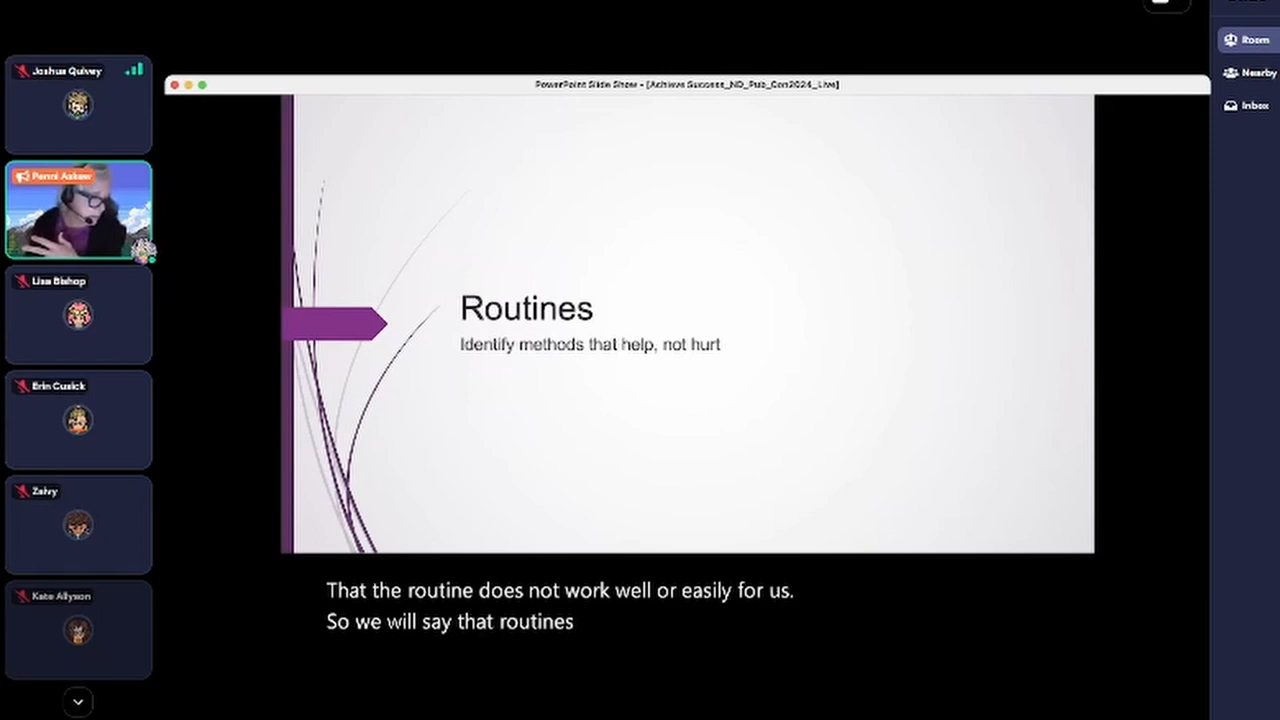 Joshua Quivey
Penni Askew
Lisa Bishop
Erin Cusick
Zalvy
Kate Allyson
PowerPoint Slide Show - [Achieve Success_ND_Pub_Con2024_Live]
Routines
Identify methods that help, not hurt
That the routine does not work well or easily for us.
So we will say that routines
Room
Nearby
Inbox